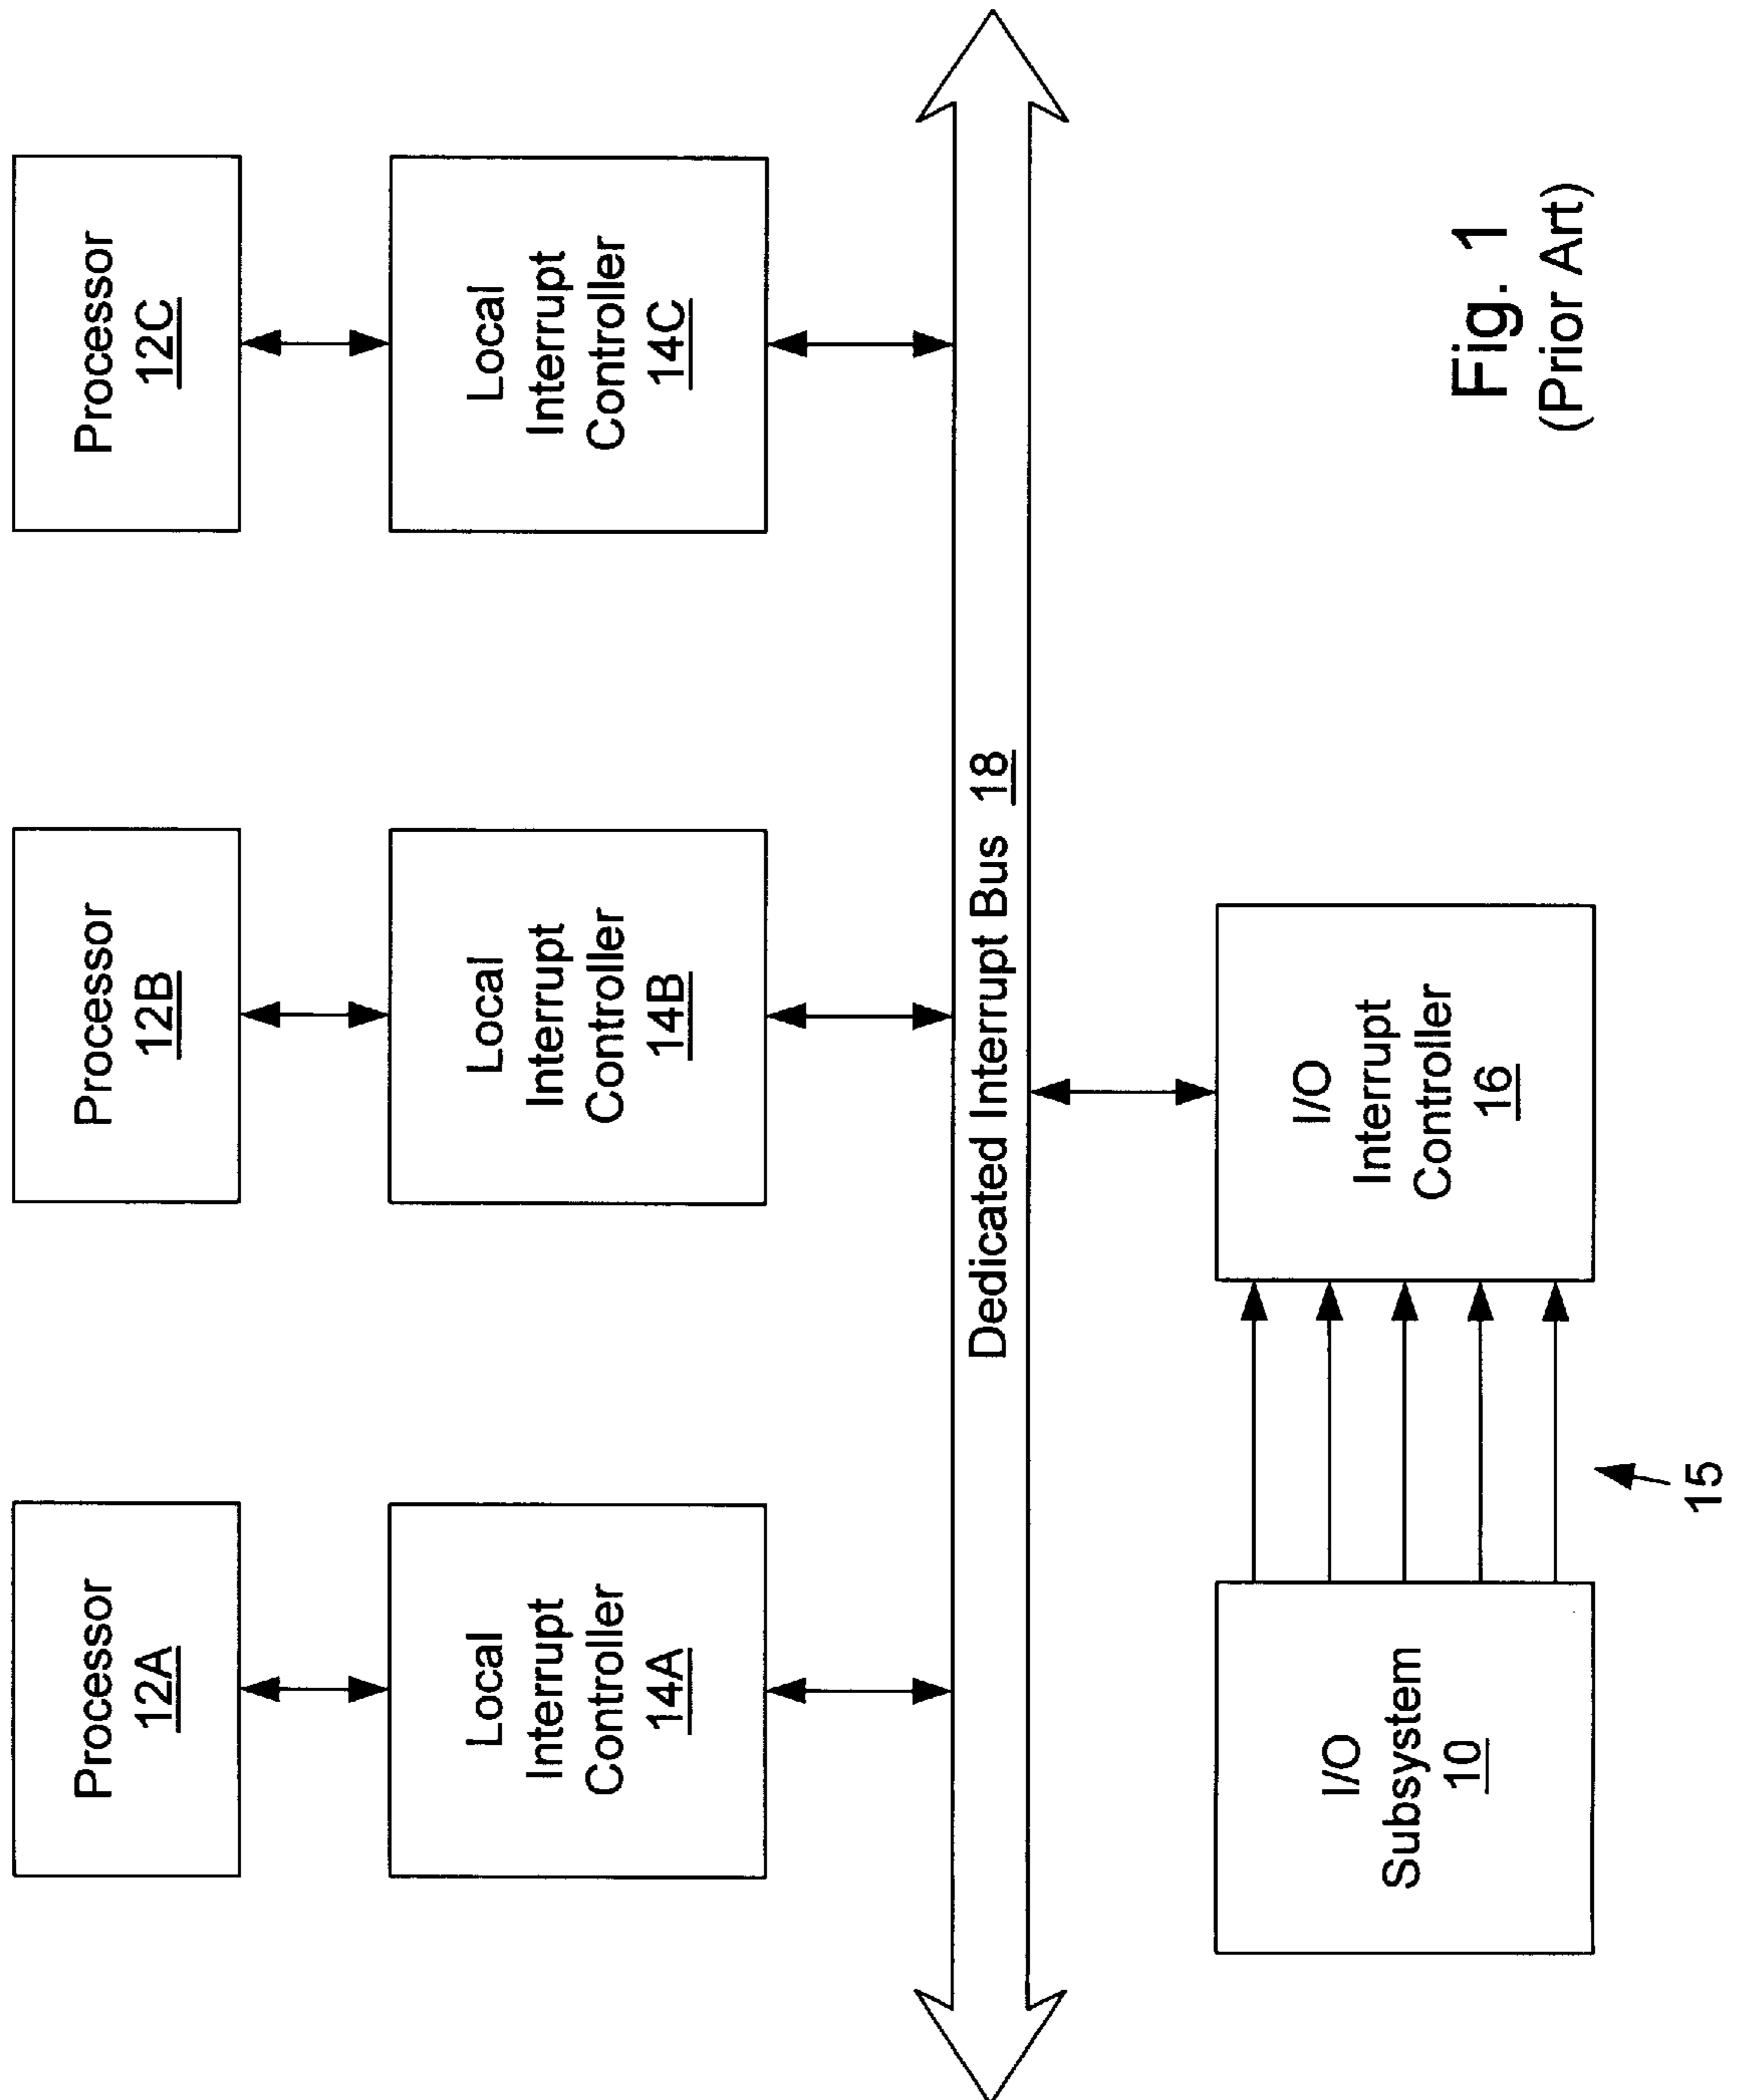 Processor
12A
Processor
12B
Processor
12C
Local
Interrupt
Controller
14A
Local
Interrupt
Controller
14B
Local
Interrupt
Controller
14C
Dedicated Interrupt Bus 18
I/O
Subsystem
10
15
I/O
Interrupt
Controller
16
Fig. 1
(Prior Art)